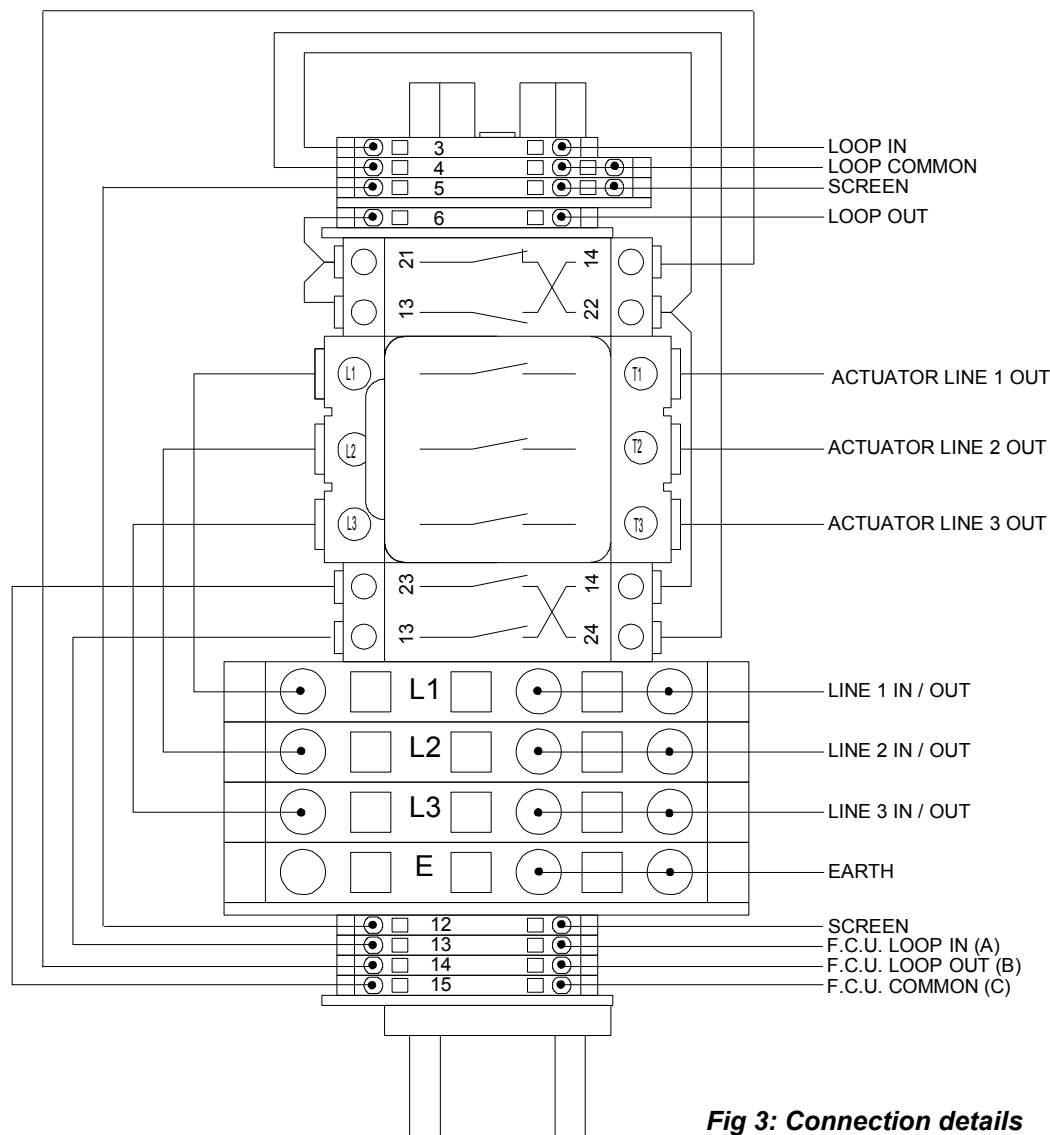 3 LOOP IN
4 LOOP COMMON
5 SCREEN
6 LOOP OUT
21 14
13 22
L1 T1 ACTUATOR LINE 1 OUT
L2 T2 ACTUATOR LINE 2 OUT
L3 T3 ACTUATOR LINE 3 OUT
23 14
13 24
L1 LINE 1 IN / OUT
L2 LINE 2 IN / OUT
L3 LINE 3 IN / OUT
E EARTH
12 SCREEN
13 F.C.U. LOOP IN (A)
14 F.C.U. LOOP OUT (B)
15 F.C.U. COMMON (C)
Fig 3: Connection details